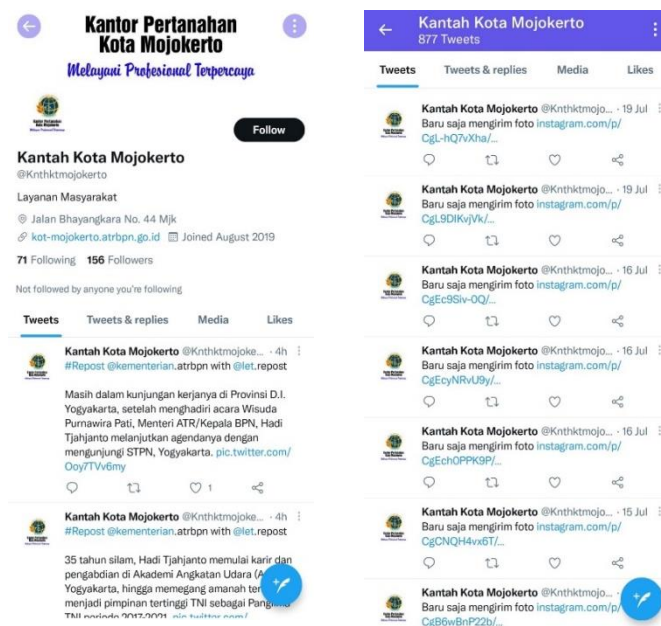 Kantor Pertanahan
Kota Mojokerto
Melayani Profesional Terpercaya
Follow
Kantah Kota Mojokerto
@Knthktmojokerto
Layanan Masyarakat
Jalan Bhayangkara No. 44 Mjk
kot-mojokerto.atrbpn.go.id Joined August 2019
71 Following 156 Followers
Not followed by anyone you're following
Tweets Tweets & replies Media Likes
Kantah Kota Mojokerto @Knthktmojoke... · 4h
#Repost @kementerian.atrbpn with @let.repost
Masih dalam kunjungan kerjanya di Provinsi D.I.
Yogyakarta, setelah menghadiri acara Wisuda
Purnawira Pati, Menteri ATR/Kepala BPN, Hadi
Tjahjanto melanjutkan agendanya dengan
mengunjungi STPN, Yogyakarta. pic.twitter.com/
Ooy7TVv6my
1
Kantah Kota Mojokerto @Knthktmojoke... · 4h
#Repost @kementerian.atrbpn with @let.repost
35 tahun silam, Hadi Tjahjanto memulai karir dan
pengabdian di Akademi Angkatan Udara (A
Yogyakarta, hingga memegang amanah ter
menjadi pimpinan tertinggi TNI sebagai Panglima
TNI periode 2017-2021. pic.twitter.com/
Kantah Kota Mojokerto
877 Tweets
Tweets Tweets & replies Media Likes
Kantah Kota Mojokerto @Knthktmojo... · 19 Jul
Baru saja mengirim foto instagram.com/p/
CgL-hQ7vXha/...
Kantah Kota Mojokerto @Knthktmojo... · 19 Jul
Baru saja mengirim foto instagram.com/p/
CgL9DIKvjVk/...
Kantah Kota Mojokerto @Knthktmojo... · 16 Jul
Baru saja mengirim foto instagram.com/p/
CgEc9Siv-0Q/...
Kantah Kota Mojokerto @Knthktmojo... · 16 Jul
Baru saja mengirim foto instagram.com/p/
CgEcyNRvU9y/...
Kantah Kota Mojokerto @Knthktmojo... · 16 Jul
Baru saja mengirim foto instagram.com/p/
CgEch0PPK9P/...
Kantah Kota Mojokerto @Knthktmojo... · 15 Jul
Baru saja mengirim foto instagram.com/p/
CgCNQH4vx6T/...
Kantah Kota Mojokerto @Knthktmojo...
Baru saja mengirim foto instagram.com/p/
CgB6wBnP22b/...